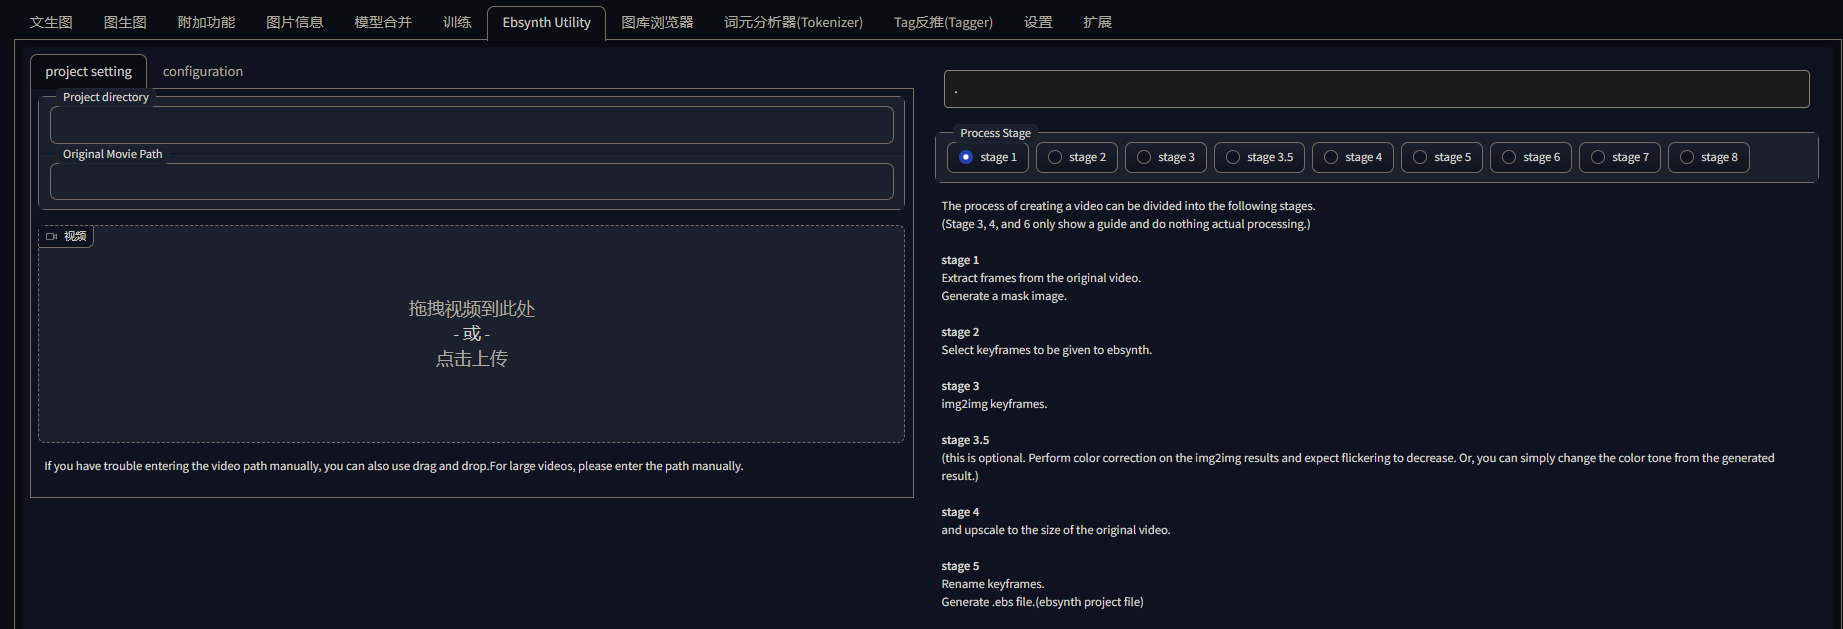 文生图
图生图
附加功能
图片信息
模型合并
训练
Ebsynth Utility
图库浏览器
词元分析器(Tokenizer)
Tag反推(Tagger)
设置
扩展
project setting
configuration
Project directory
Original Movie Path
视频
拖拽视频到此处
- 或 -
点击上传
If you have trouble entering the video path manually, you can also use drag and drop.For large videos, please enter the path manually.
.
Process Stage
stage 1
stage 2
stage 3
stage 3.5
stage 4
stage 5
stage 6
stage 7
stage 8
The process of creating a video can be divided into the following stages.
(Stage 3, 4, and 6 only show a guide and do nothing actual processing.)
stage 1
Extract frames from the original video.
Generate a mask image.
stage 2
Select keyframes to be given to ebsynth.
stage 3
img2img keyframes.
stage 3.5
(this is optional. Perform color correction on the img2img results and expect flickering to decrease. Or, you can simply change the color tone from the generated
result.)
stage 4
and upscale to the size of the original video.
stage 5
Rename keyframes.
Generate .ebs file.(ebsynth project file)